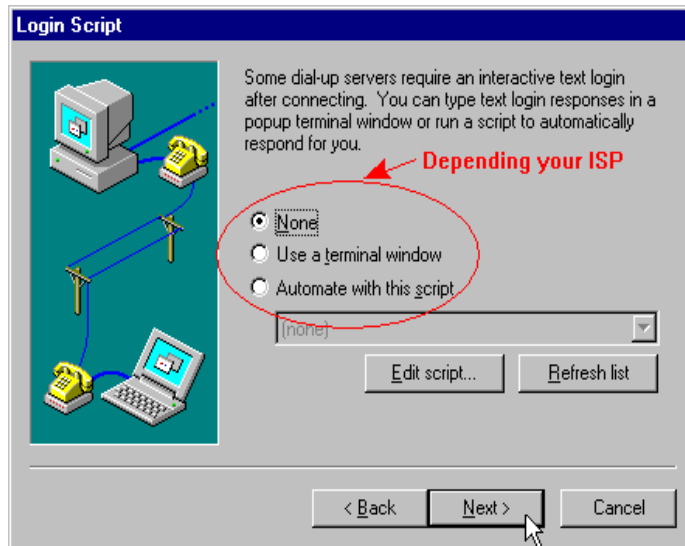 Login Script
Some dial-up servers require an interactive text login
after connecting. You can type text login responses in a
popup terminal window or run a script to automatically
respond for you.
Depending your ISP
None
Use a terminal window
Automate with this script
(none)
Edit script...
Refresh list
< Back
Next >
Cancel